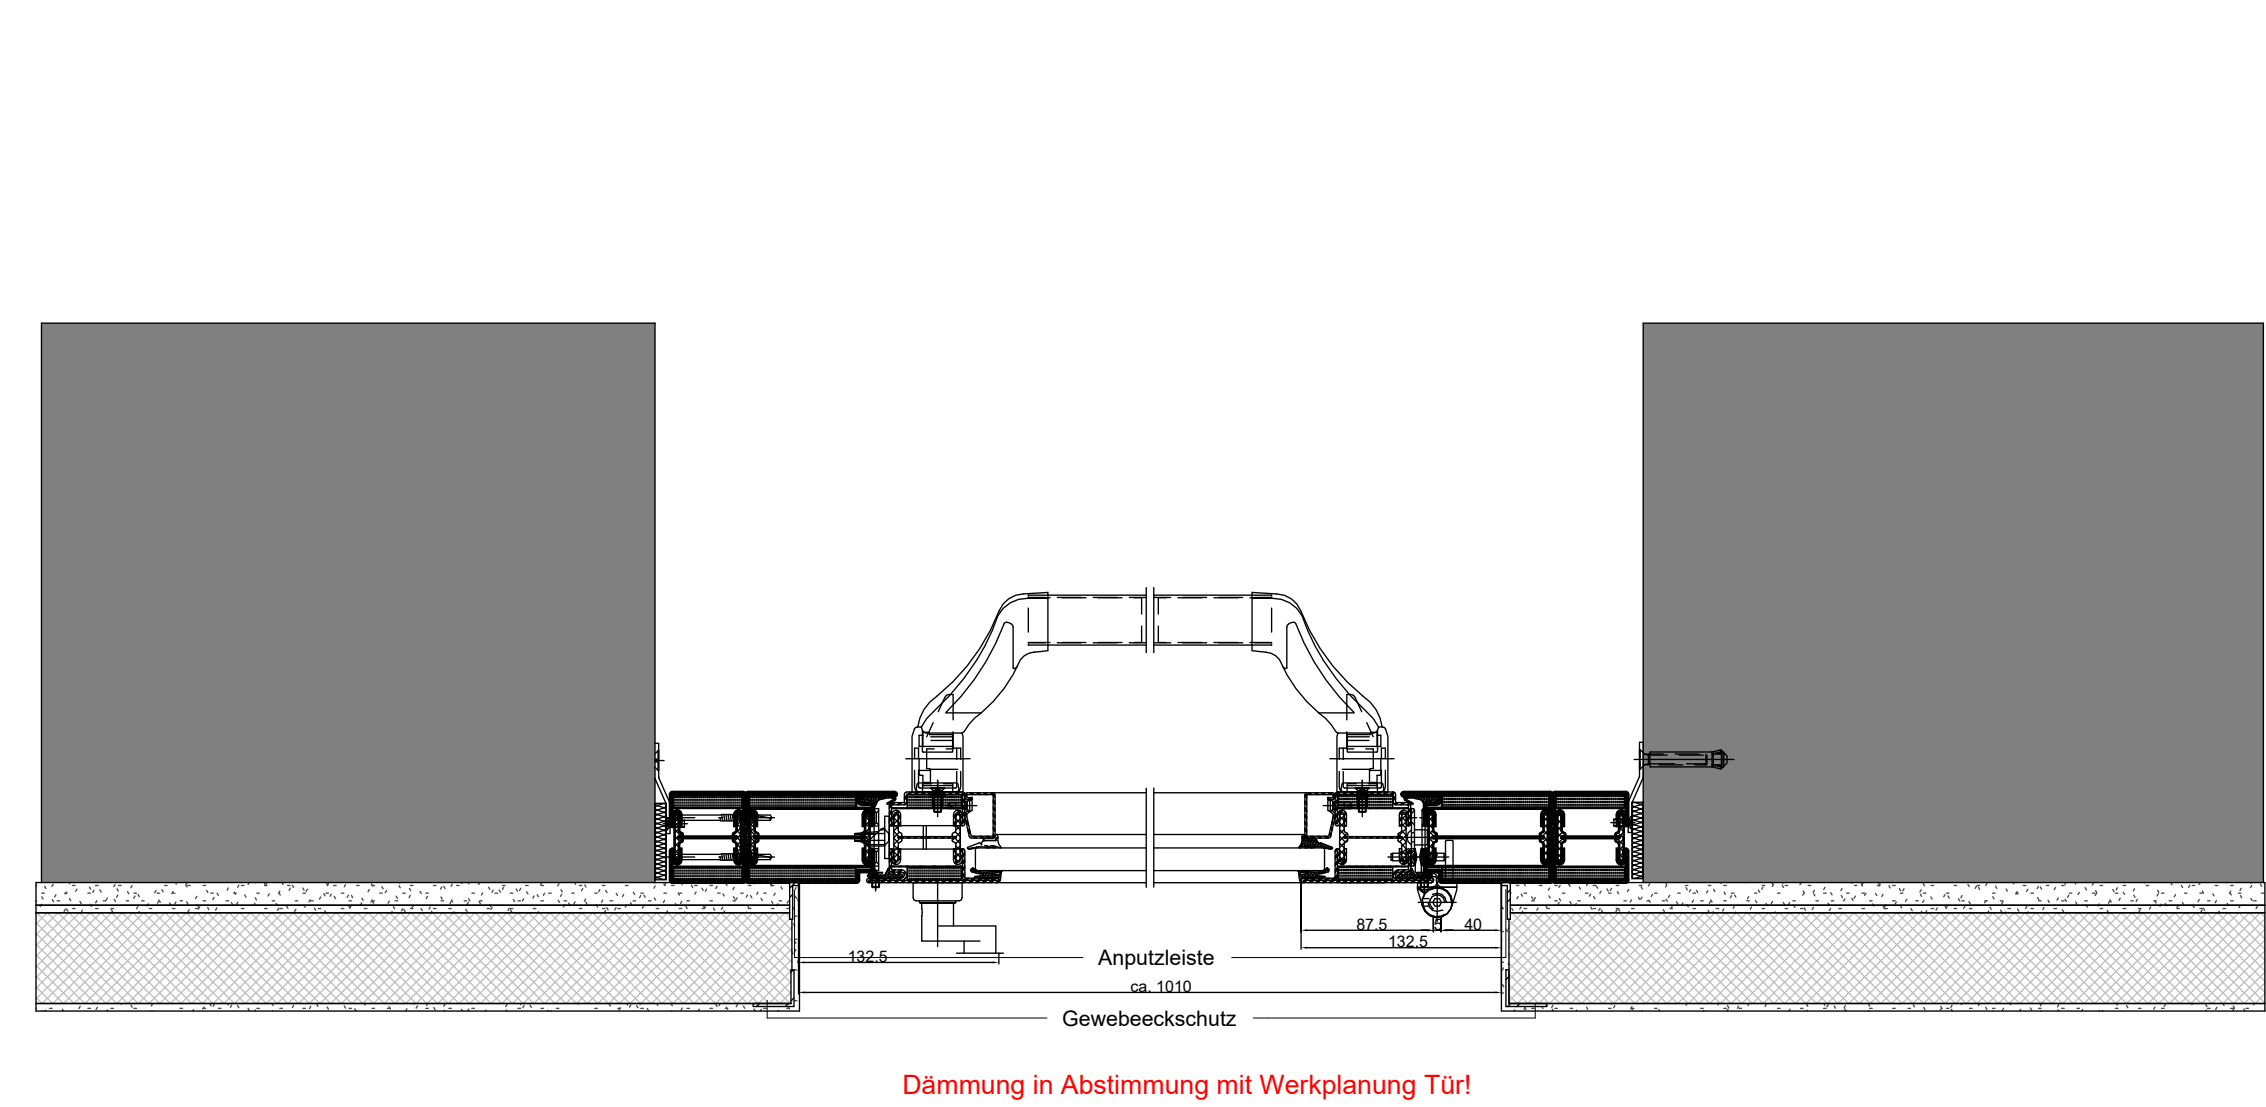 87.5
40
132.5
132.5
Anputzleiste
ca. 1010
Gewebeeckschutz
Dämmung in Abstimmung mit Werkplanung Tür!